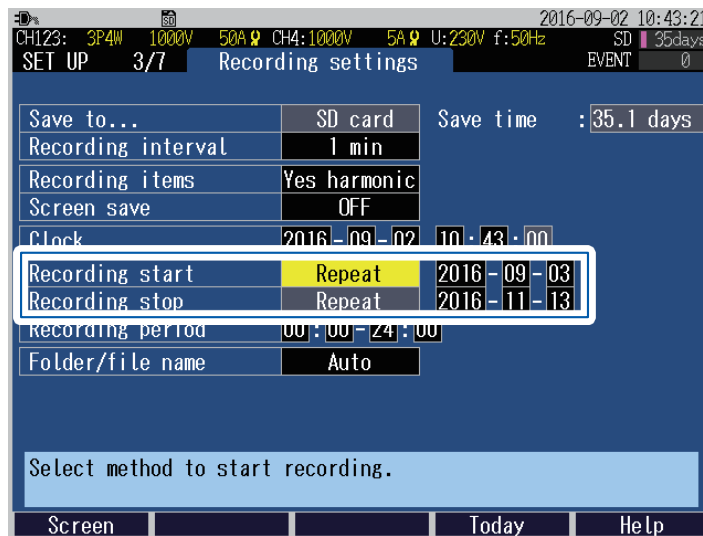 SD 2016-09-02 10:43:21
CH123: 3P4W 1000V 50A CH4:1000V 5A U:230V f:50Hz SD 35days
SET UP 3/7 Recording settings EVENT 0
Save to... SD card Save time :35.1 days
Recording interval 1 min
Recording items Yes harmonic
Screen save OFF
Clock 2016-09-02 10:43:00
Recording start Repeat 2016-09-03
Recording stop Repeat 2016-11-13
Recording period 00:00-24:00
Folder/file name Auto
Select method to start recording.
Screen Today Help